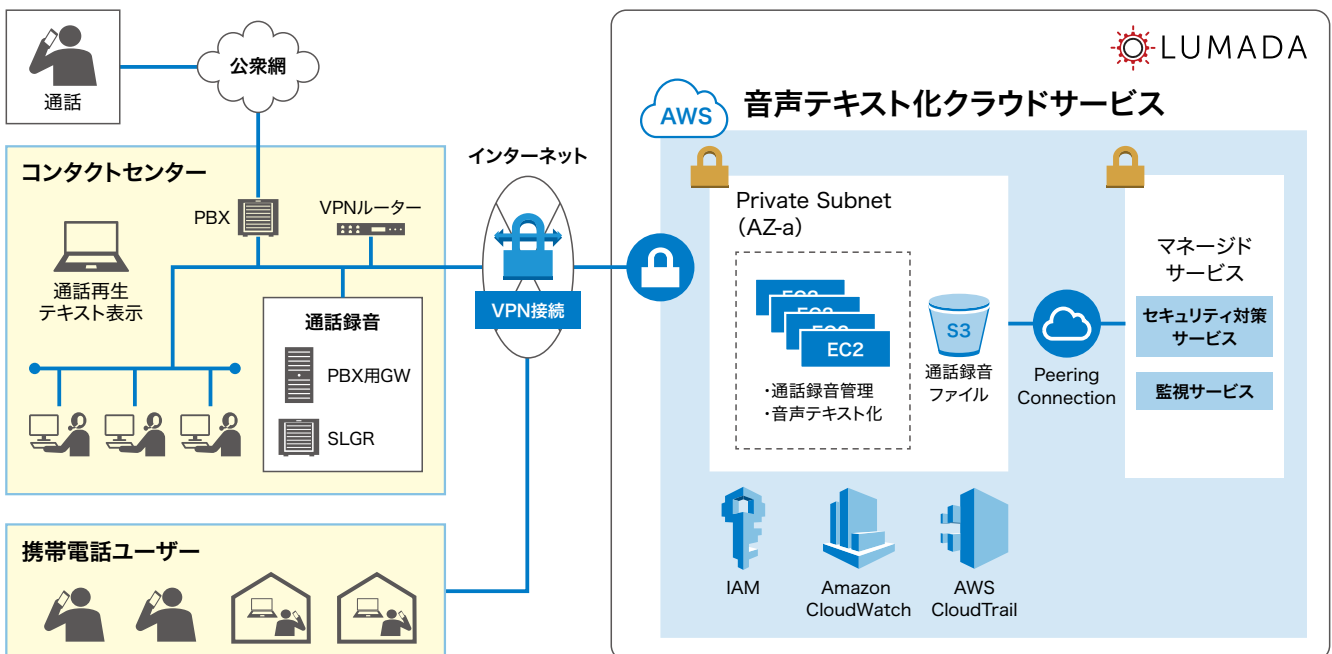 通話
公衆網
コンタクトセンター
PBX
VPNルーター
通話再生
テキスト表示
通話録音
PBX用GW
SLGR
携帯電話ユーザー
インターネット
VPN接続
LUMADA
AWS
音声テキスト化クラウドサービス
Private Subnet
(AZ-a)
EC2
EC2
EC2
EC2
・通話録音管理
・音声テキスト化
S3
通話録音
ファイル
Peering
Connection
マネージド
サービス
セキュリティ対策
サービス
監視サービス
IAM
Amazon
CloudWatch
AWS
CloudTrail